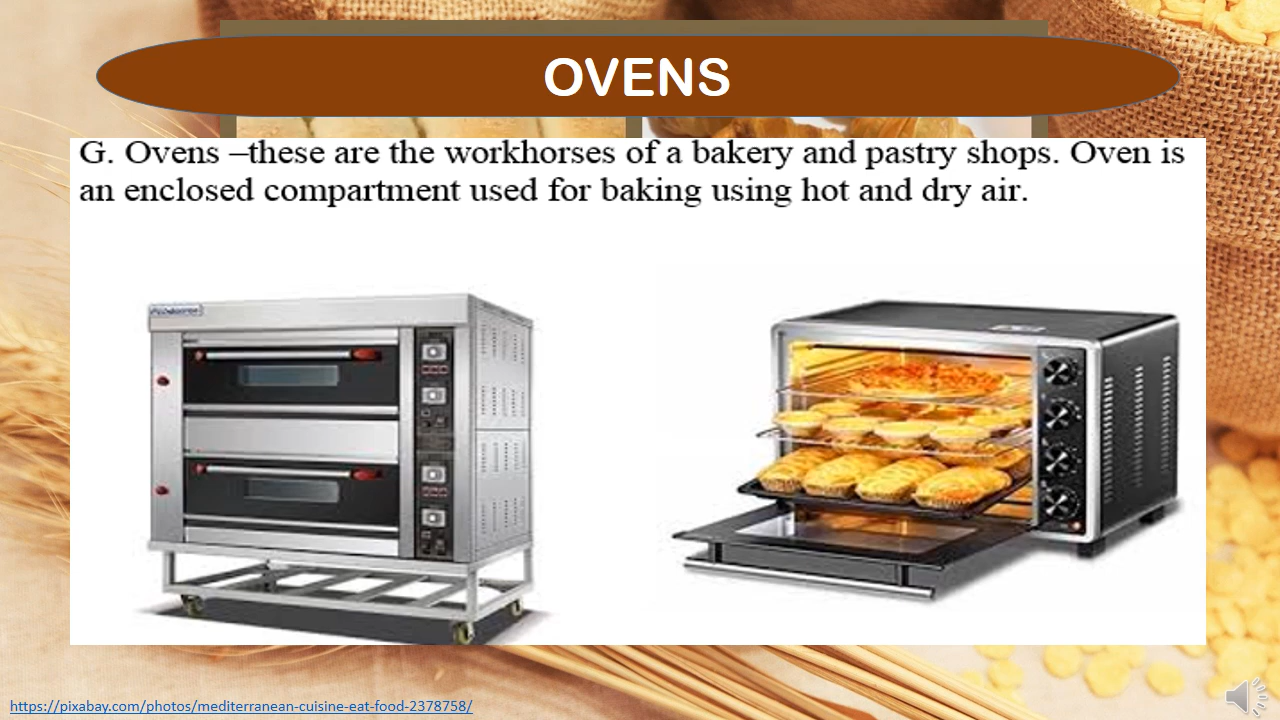 OVENS
G. Ovens –these are the workhorses of a bakery and pastry shops. Oven is
an enclosed compartment used for baking using hot and dry air.
https://pixabay.com/photos/mediterranean-cuisine-eat-food-2378758/